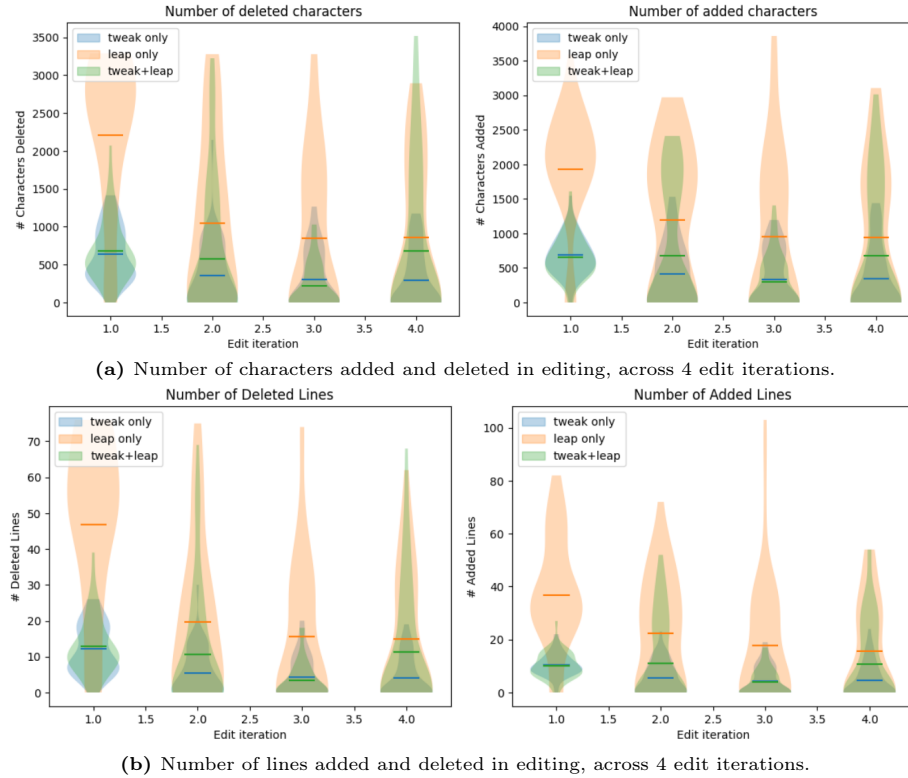 Number of deleted characters
tweak only
leap only
tweak+leap
# Characters Deleted
3500
3000
2500
2000
1500
1000
500
0
1.0 1.5 2.0 2.5 3.0 3.5 4.0
Edit iteration
Number of added characters
tweak only
leap only
tweak+leap
# Characters Added
4000
3500
3000
2500
2000
1500
1000
500
0
1.0 1.5 2.0 2.5 3.0 3.5 4.0
Edit iteration
(a) Number of characters added and deleted in editing, across 4 edit iterations.
Number of Deleted Lines
tweak only
leap only
tweak+leap
# Deleted Lines
70
60
50
40
30
20
10
0
1.0 1.5 2.0 2.5 3.0 3.5 4.0
Edit iteration
Number of Added Lines
tweak only
leap only
tweak+leap
# Added Lines
100
80
60
40
20
0
1.0 1.5 2.0 2.5 3.0 3.5 4.0
Edit iteration
(b) Number of lines added and deleted in editing, across 4 edit iterations.